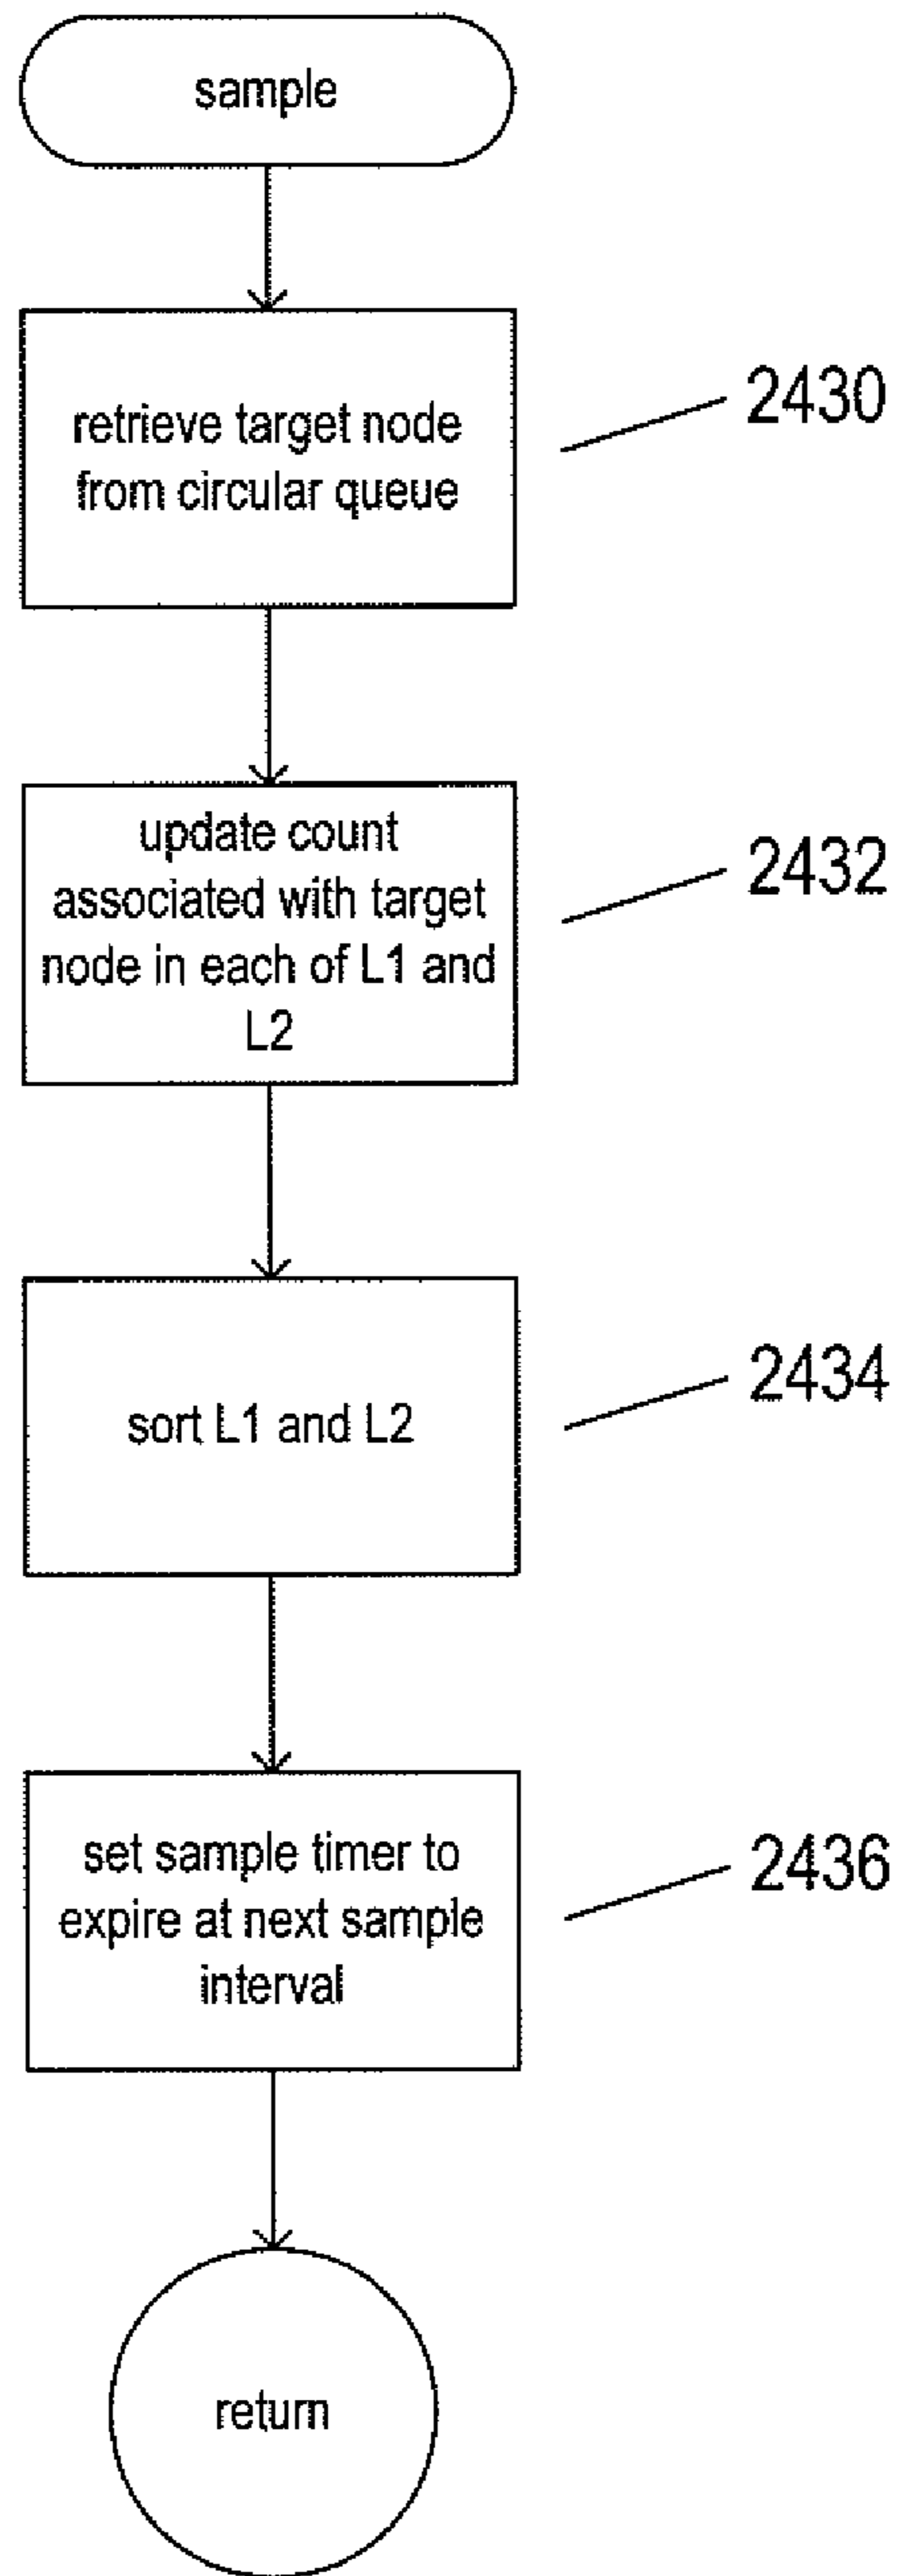 sample
retrieve target node
from circular queue
2430
update count
associated with target
node in each of L1 and
L2
2432
sort L1 and L2
2434
set sample timer to
expire at next sample
interval
2436
return